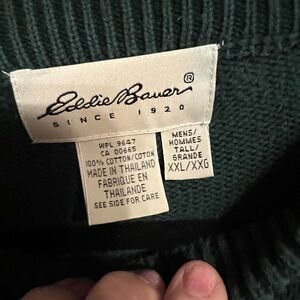 Eddie Bauer®
SINCE 1920
WPL 9647
CA 00665
100% COTTON/COTON
MADE IN THAILAND
FABRIQUE EN
THAILANDE
SEE SIDE FOR CARE
MENS/
HOMMES
TALL/
GRANDE
XXL/XXG